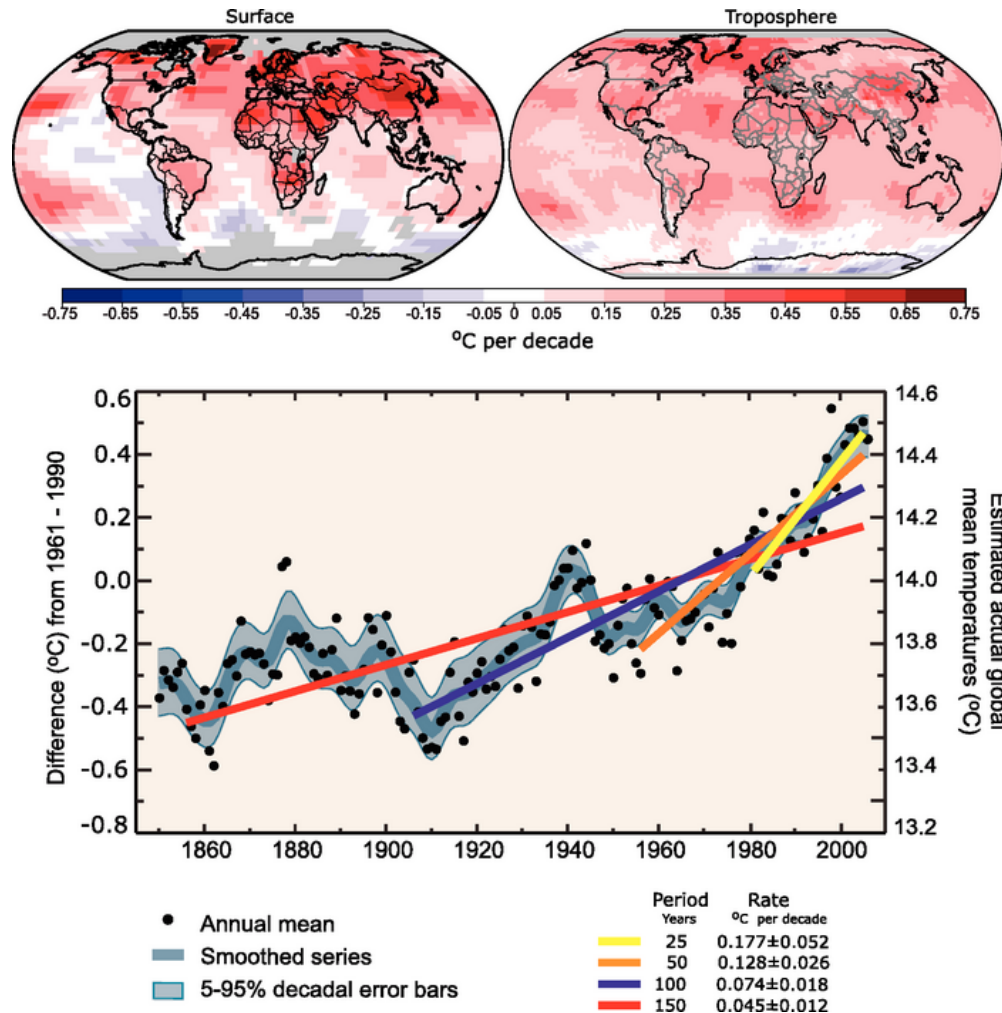 Surface
Troposphere
-0.75 -0.65 -0.55 -0.45 -0.35 -0.25 -0.15 -0.05 0 0.05 0.15 0.25 0.35 0.45 0.55 0.65 0.75
ºC per decade
Difference (ºC) from 1961 - 1990
0.6
0.4
0.2
0.0
-0.2
-0.4
-0.6
-0.8
14.6
14.4
14.2
14.0
13.8
13.6
13.4
13.2
Estimated actual global
mean temperatures (ºC)
1860 1880 1900 1920 1940 1960 1980 2000
Annual mean
Smoothed series
5-95% decadal error bars
Period Rate
Years ºC per decade
25 0.177±0.052
50 0.128±0.026
100 0.074±0.018
150 0.045±0.012